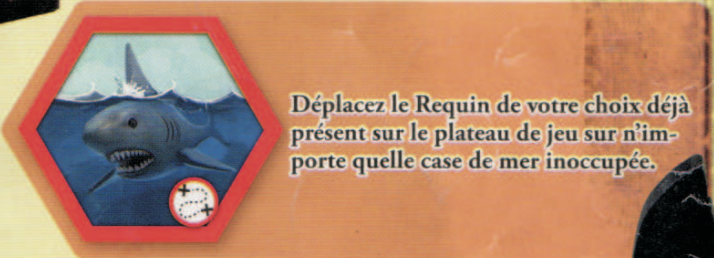 Déplacez le Requin de votre choix déjà
présent sur le plateau de jeu sur n'im-
porte quelle case de mer inoccupée.